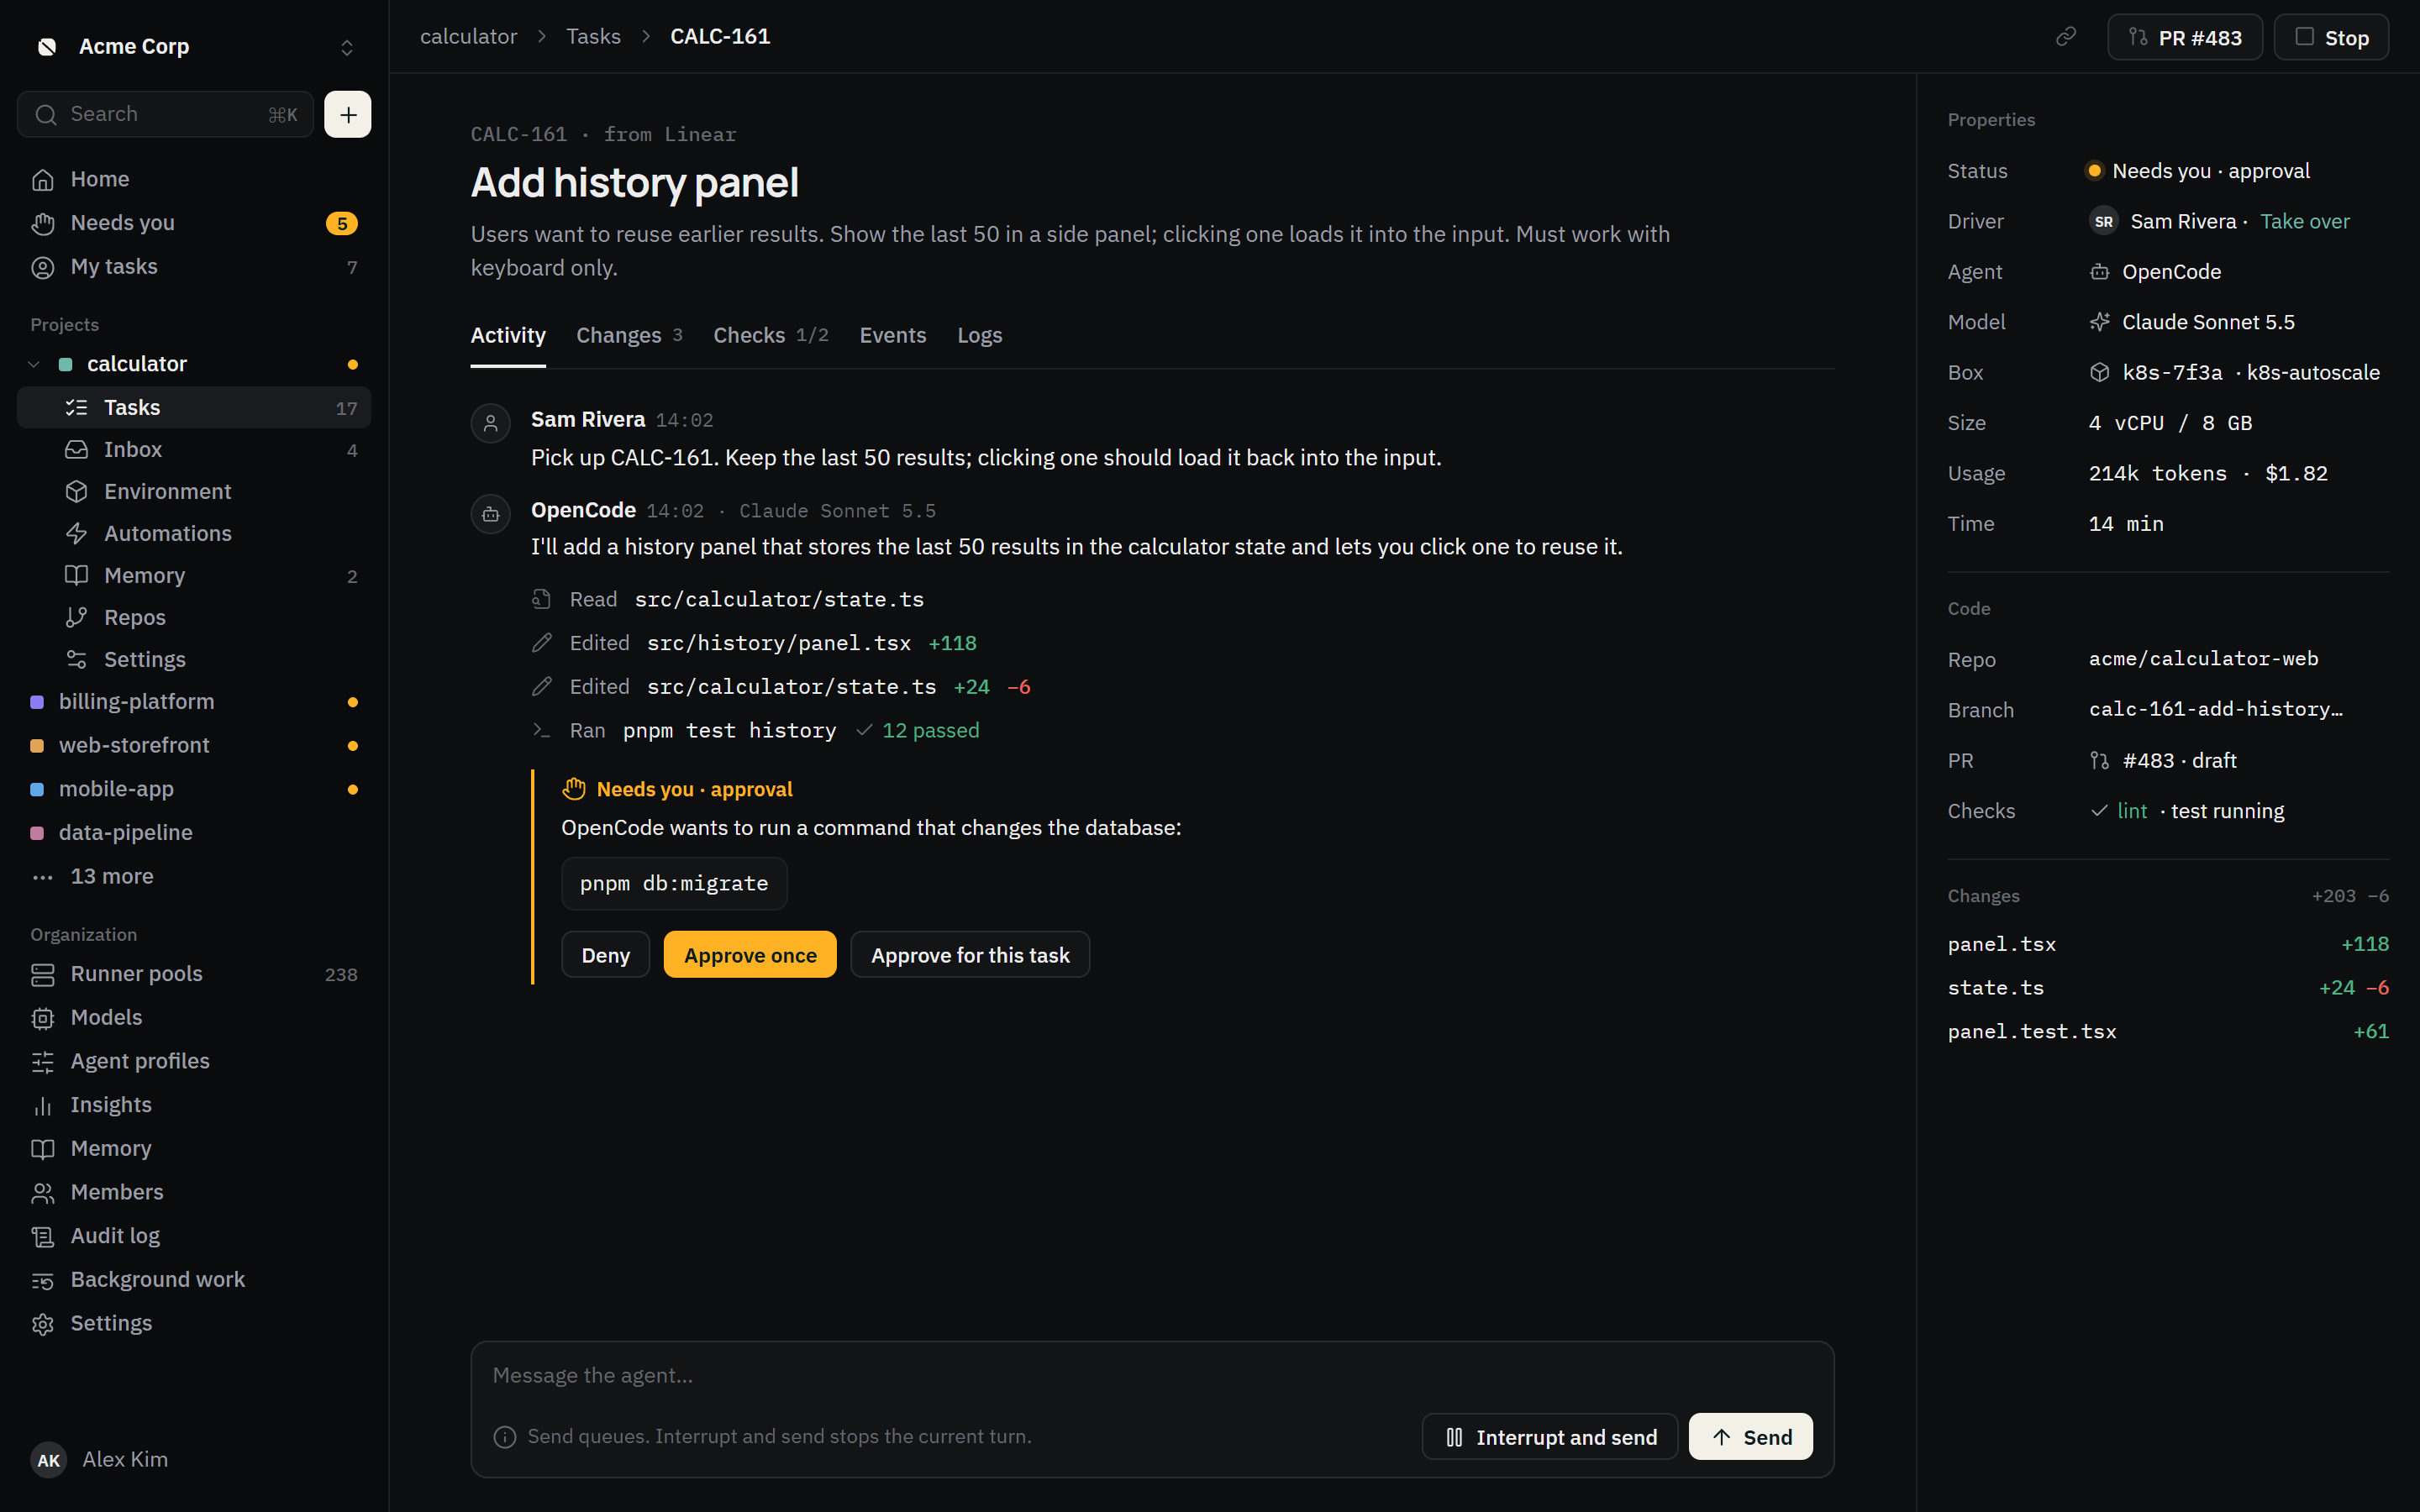 Acme Corp
Search ⌘K
Home
Needs you 5
My tasks 7
Projects
calculator
Tasks 17
Inbox 4
Environment
Automations
Memory 2
Repos
Settings
billing-platform
web-storefront
mobile-app
data-pipeline
13 more
Organization
Runner pools 238
Models
Agent profiles
Insights
Memory
Members
Audit log
Background work
Settings
AK Alex Kim
calculator Tasks CALC-161
PR #483
Stop
CALC-161 · from Linear
Add history panel
Users want to reuse earlier results. Show the last 50 in a side panel; clicking one loads it into the input. Must work with
keyboard only.
Activity Changes 3 Checks 1/2 Events Logs
Sam Rivera 14:02
Pick up CALC-161. Keep the last 50 results; clicking one should load it back into the input.
OpenCode 14:02 · Claude Sonnet 5.5
I'll add a history panel that stores the last 50 results in the calculator state and lets you click one to reuse it.
Read src/calculator/state.ts
Edited src/history/panel.tsx +118
Edited src/calculator/state.ts +24 −6
Ran pnpm test history 12 passed
Needs you · approval
OpenCode wants to run a command that changes the database:
pnpm db:migrate
Deny Approve once Approve for this task
Message the agent...
Send queues. Interrupt and send stops the current turn.
Interrupt and send Send
Properties
Status Needs you · approval
Driver SR Sam Rivera · Take over
Agent OpenCode
Model Claude Sonnet 5.5
Box k8s-7f3a · k8s-autoscale
Size 4 vCPU / 8 GB
Usage 214k tokens · $1.82
Time 14 min
Code
Repo acme/calculator-web
Branch calc-161-add-history…
PR #483 · draft
Checks lint · test running
Changes +203 −6
panel.tsx +118
state.ts +24 −6
panel.test.tsx +61